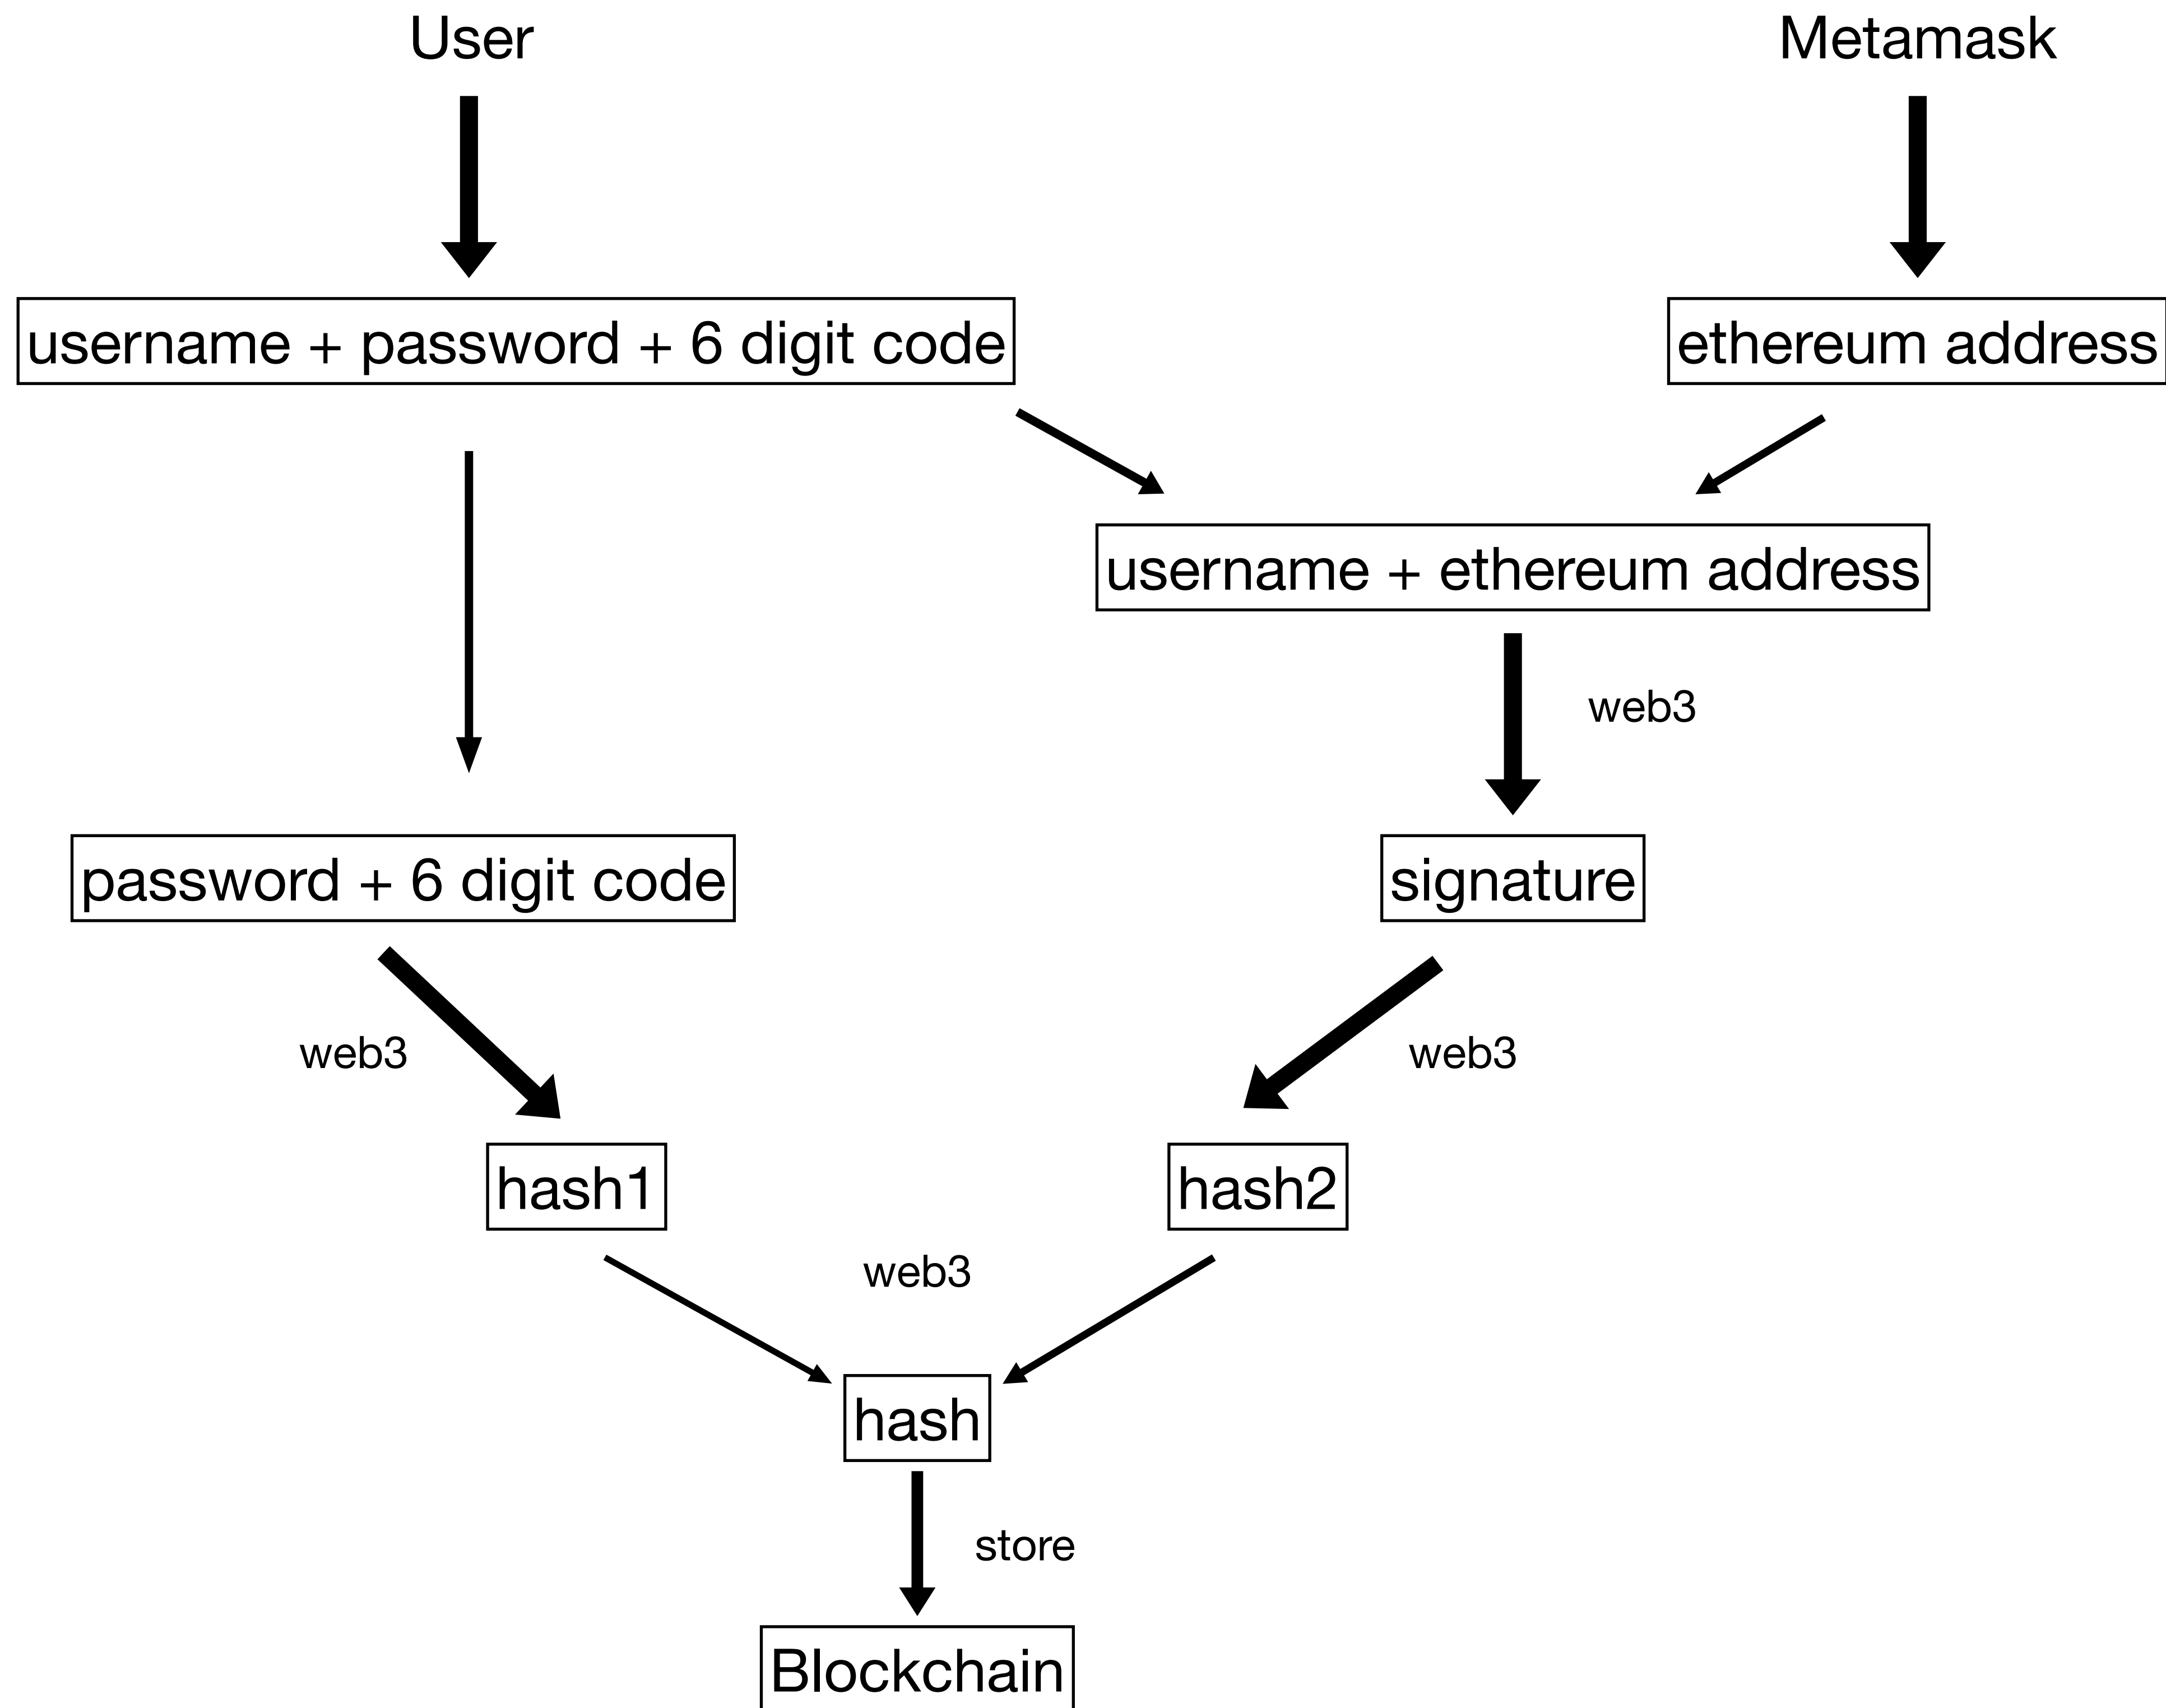 User
Metamask
username + password + 6 digit code
ethereum address
username + ethereum address
web3
password + 6 digit code
signature
web3
web3
hash1
hash2
web3
hash
store
Blockchain